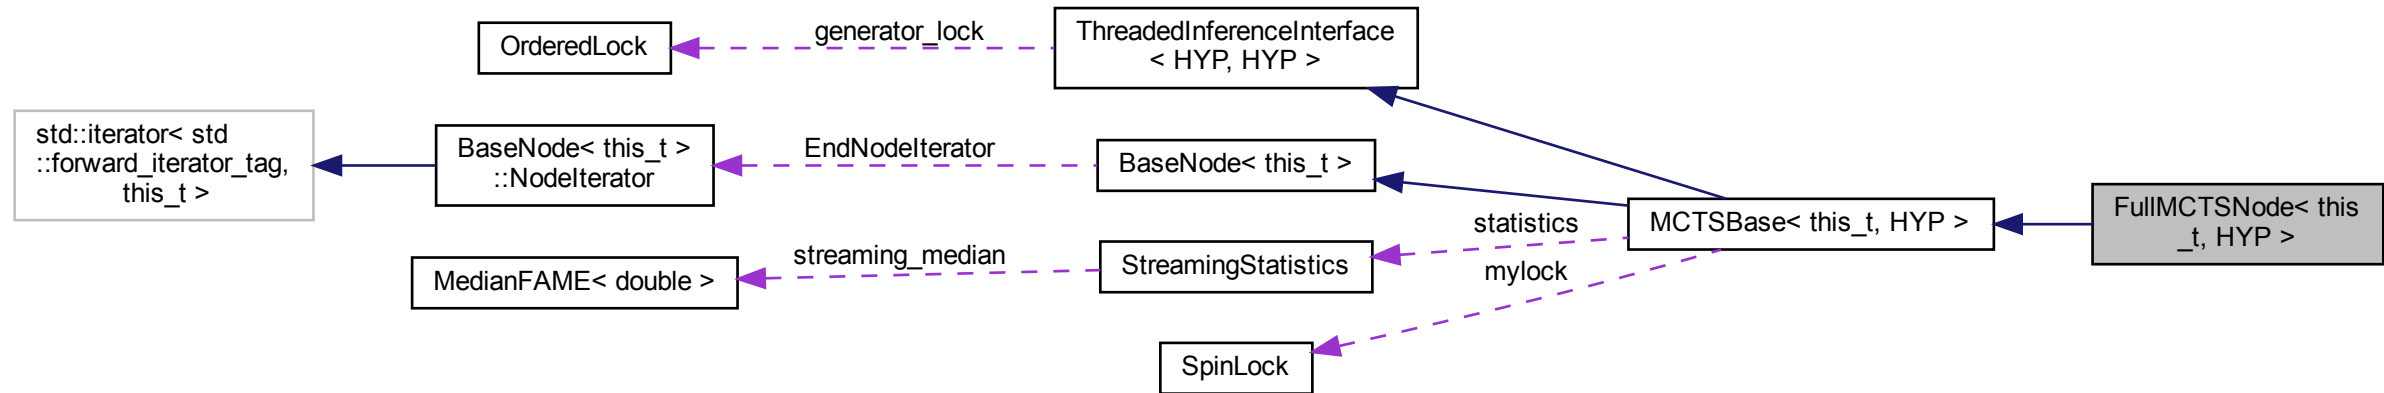 OrderedLock
generator_lock
ThreadedInferenceInterface
< HYP, HYP >
std::iterator< std
::forward_iterator_tag,
this_t >
BaseNode< this_t >
::NodeIterator
EndNodeIterator
BaseNode< this_t >
MedianFAME< double >
streaming_median
StreamingStatistics
statistics
mylock
SpinLock
MCTSBase< this_t, HYP >
FullMCTSNode< this
_t, HYP >